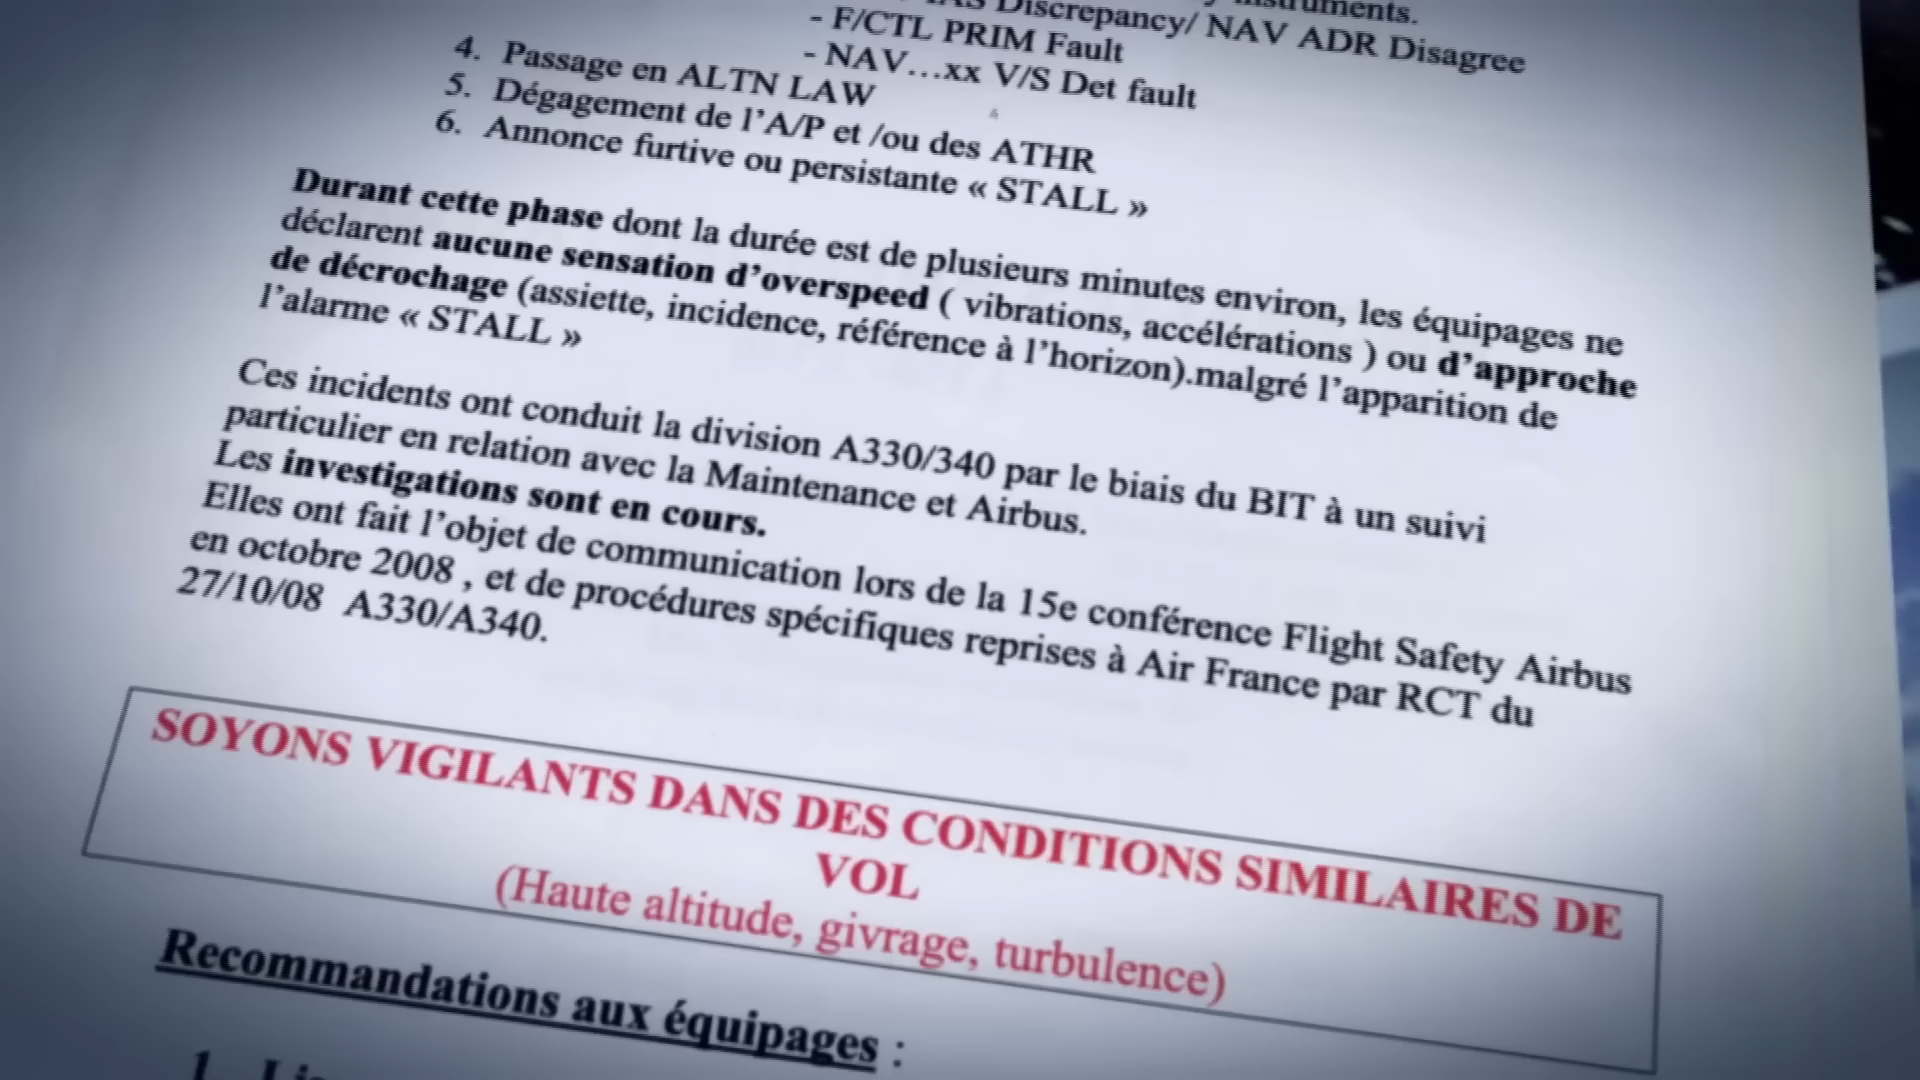 instruments.
IAS Discrepancy/ NAV ADR Disagree
- F/CTL PRIM Fault
- NAV…xx V/S Det fault
4. Passage en ALTN LAW
5. Dégagement de l’A/P et /ou des ATHR
6. Annonce furtive ou persistante « STALL »
Durant cette phase dont la durée est de plusieurs minutes environ, les équipages ne
déclarent aucune sensation d’overspeed ( vibrations, accélérations ) ou d’approche
de décrochage (assiette, incidence, référence à l’horizon).malgré l’apparition de
l’alarme « STALL »
Ces incidents ont conduit la division A330/340 par le biais du BIT à un suivi
particulier en relation avec la Maintenance et Airbus.
Les investigations sont en cours.
Elles ont fait l’objet de communication lors de la 15e conférence Flight Safety Airbus
en octobre 2008 , et de procédures spécifiques reprises à Air France par RCT du
27/10/08 A330/A340.
SOYONS VIGILANTS DANS DES CONDITIONS SIMILAIRES DE
VOL
(Haute altitude, givrage, turbulence)
Recommandations aux équipages :
1.